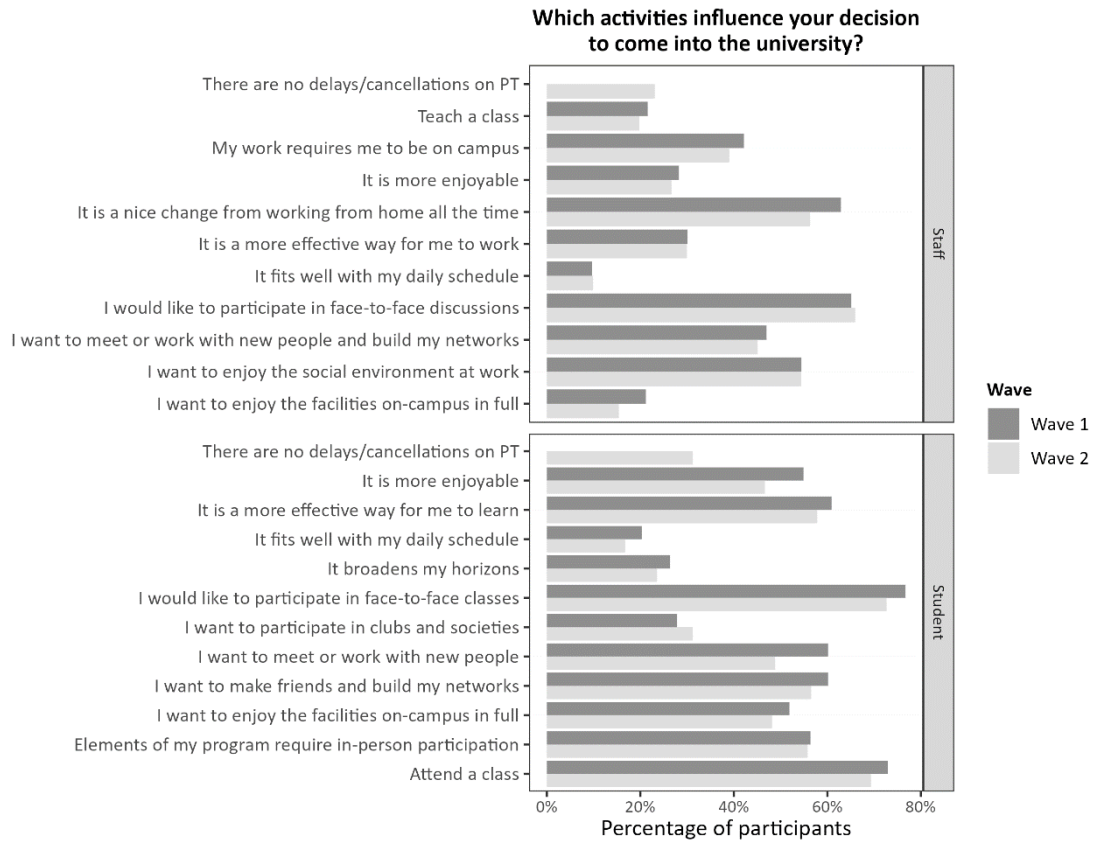 Which activities influence your decision
to come into the university?
There are no delays/cancellations on PT
Teach a class
My work requires me to be on campus
It is more enjoyable
It is a nice change from working from home all the time
It is a more effective way for me to work
It fits well with my daily schedule
I would like to participate in face-to-face discussions
I want to meet or work with new people and build my networks
I want to enjoy the social environment at work
I want to enjoy the facilities on-campus in full
Staff
There are no delays/cancellations on PT
It is more enjoyable
It is a more effective way for me to learn
It fits well with my daily schedule
It broadens my horizons
I would like to participate in face-to-face classes
I want to participate in clubs and societies
I want to meet or work with new people
I want to make friends and build my networks
I want to enjoy the facilities on-campus in full
Elements of my program require in-person participation
Attend a class
Student
0% 20% 40% 60% 80%
Percentage of participants
Wave
Wave 1
Wave 2